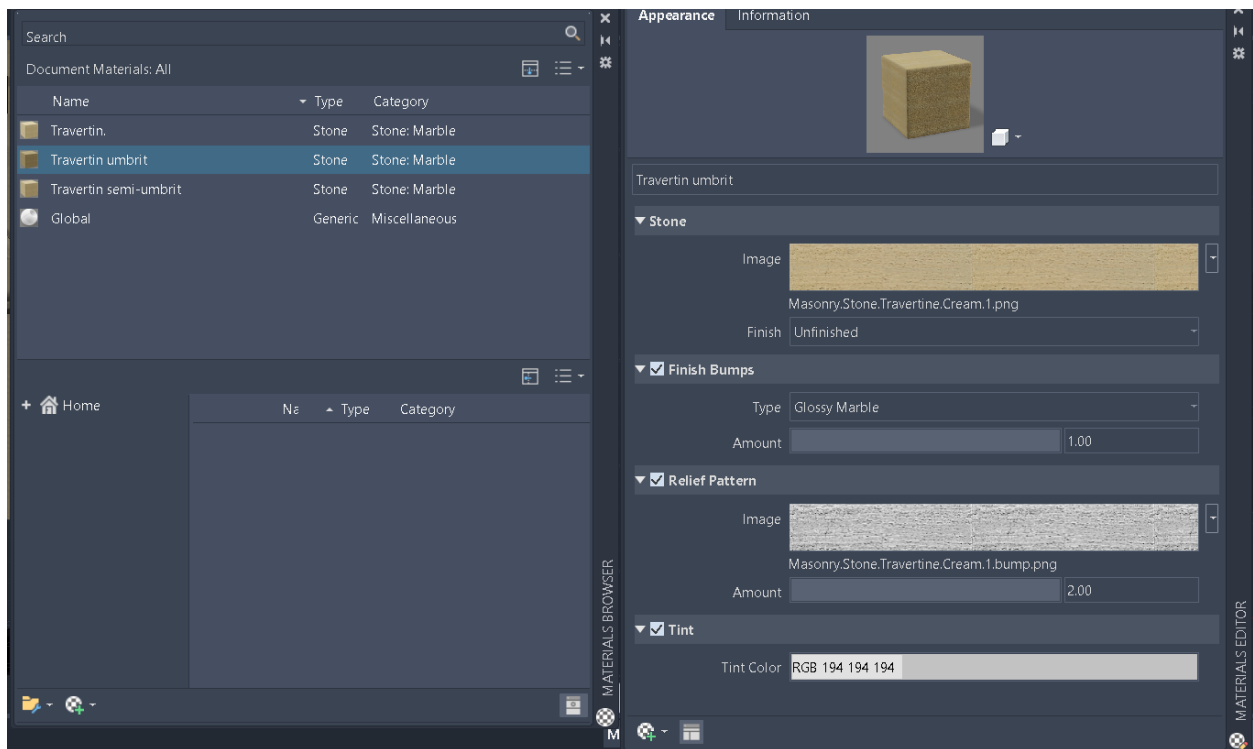 Search
Document Materials: All
Name Type Category
Travertin. Stone Stone: Marble
Travertin umbrit Stone Stone: Marble
Travertin semi-umbrit Stone Stone: Marble
Global Generic Miscellaneous
Home
Na Type Category
MATERIALS BROWSER
M
Appearance Information
Travertin umbrit
Stone
Image
Masonry.Stone.Travertine.Cream.1.png
Finish Unfinished
Finish Bumps
Type Glossy Marble
Amount 1.00
Relief Pattern
Image
Masonry.Stone.Travertine.Cream.1.bump.png
Amount 2.00
Tint
Tint Color RGB 194 194 194
MATERIALS EDITOR